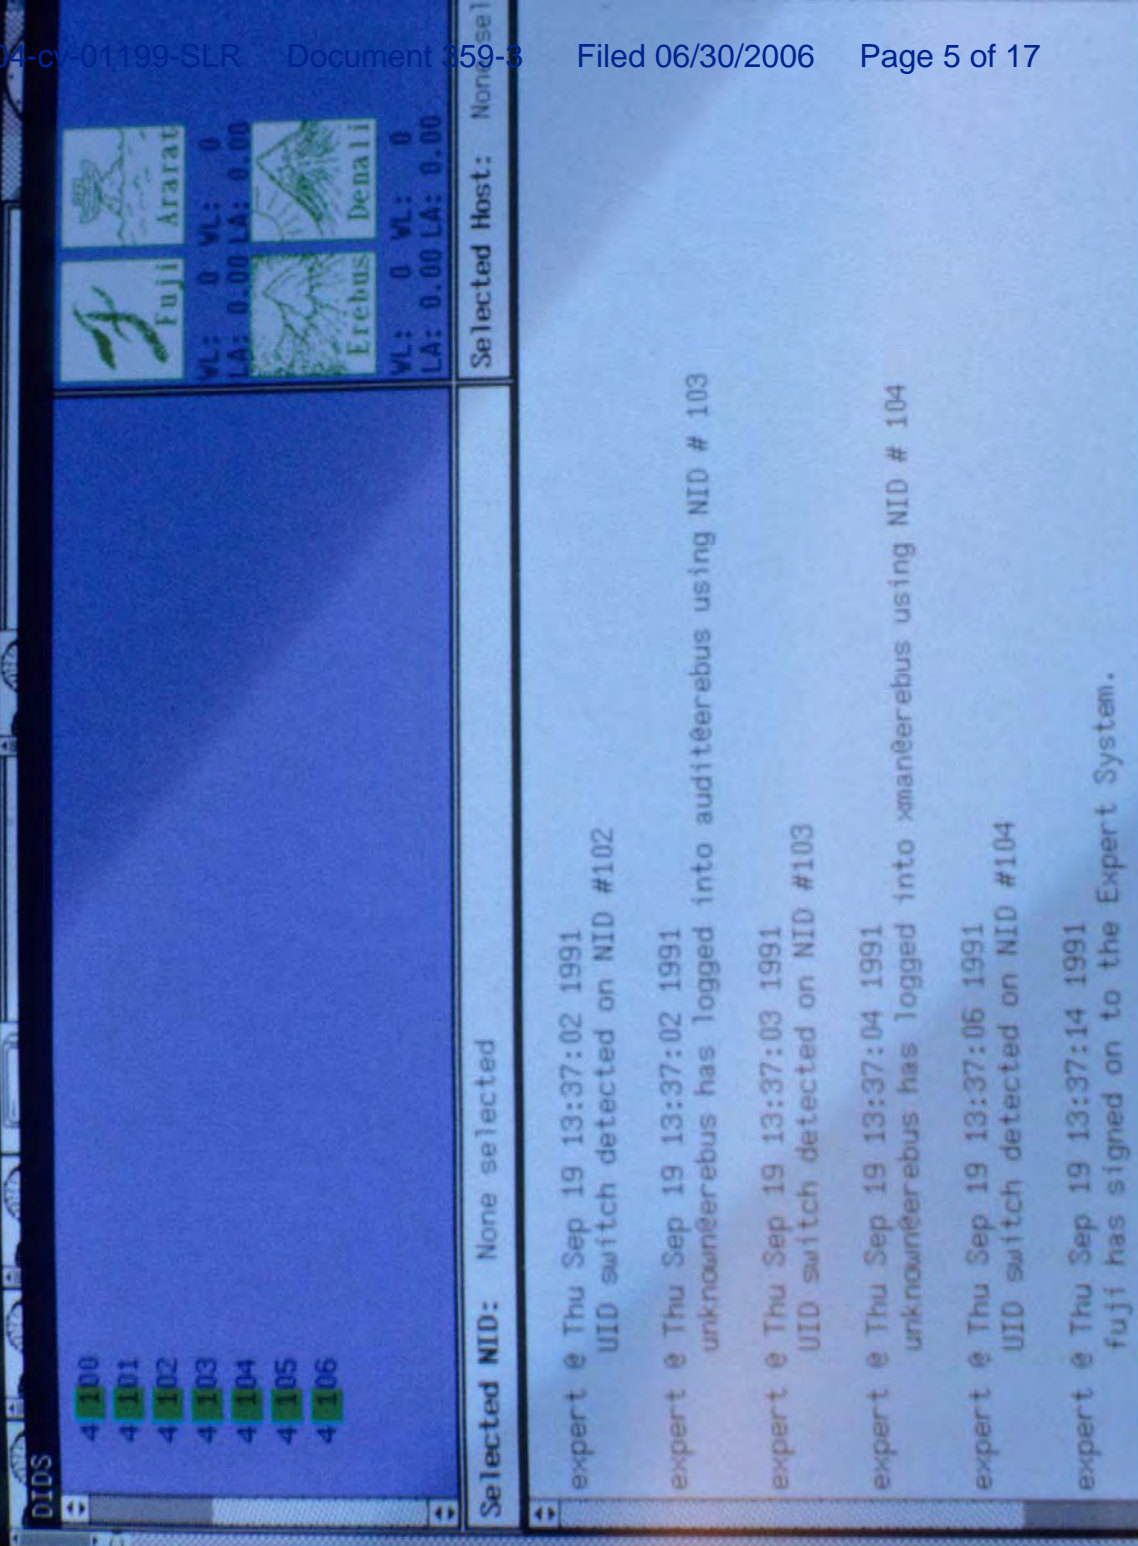 04-cv-01199-SLR Document 359-3 Filed 06/30/2006 Page 5 of 17
DIDS
4 100
4 101
4 102
4 103
4 104
4 105
4 106
Fuji Ararat
WL: 0 WL: 0
LA: 0.00 LA: 0.00
Erebus Denali
WL: 0 WL: 0
LA: 0.00 LA: 0.00
Selected NID: None selected
Selected Host: None sel
expert @ Thu Sep 19 13:37:02 1991
UID switch detected on NID #102
expert @ Thu Sep 19 13:37:02 1991
unknown@erebus has logged into audit@erebus using NID # 103
expert @ Thu Sep 19 13:37:03 1991
UID switch detected on NID #103
expert @ Thu Sep 19 13:37:04 1991
unknown@erebus has logged into xman@erebus using NID # 104
expert @ Thu Sep 19 13:37:06 1991
UID switch detected on NID #104
expert @ Thu Sep 19 13:37:14 1991
fuji has signed on to the Expert System.